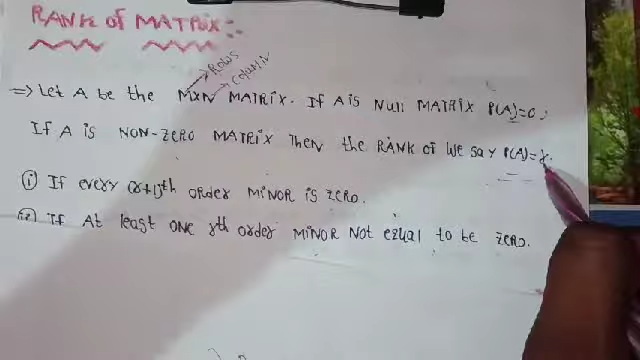 RANK of MATRIX:-
Rows
Column
⇒ Let A be the MXN MATRIX. If A is Null MATRIX P(A)=0;
If A is NON-ZERO MATRIX Then the RANK of We say P(A)=r.
(i) If every (r+1)th order MINOR is ZERO.
(ii) If At least ONE rth order MINOR Not equal to be ZERO.